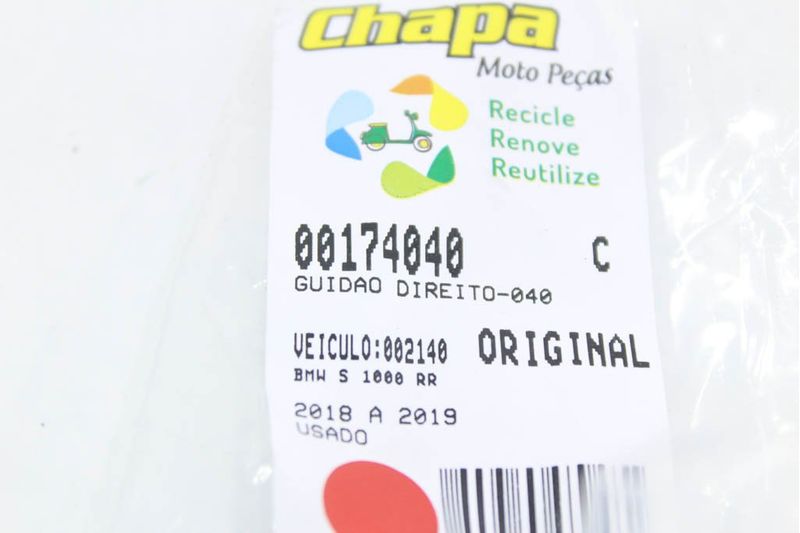 Chapa
Moto Peças
Recicle
Renove
Reutilize
00174040 C
GUIDAO DIREITO-040
VEICULO:002140 ORIGINAL
BMW S 1000 RR
2018 A 2019
USADO